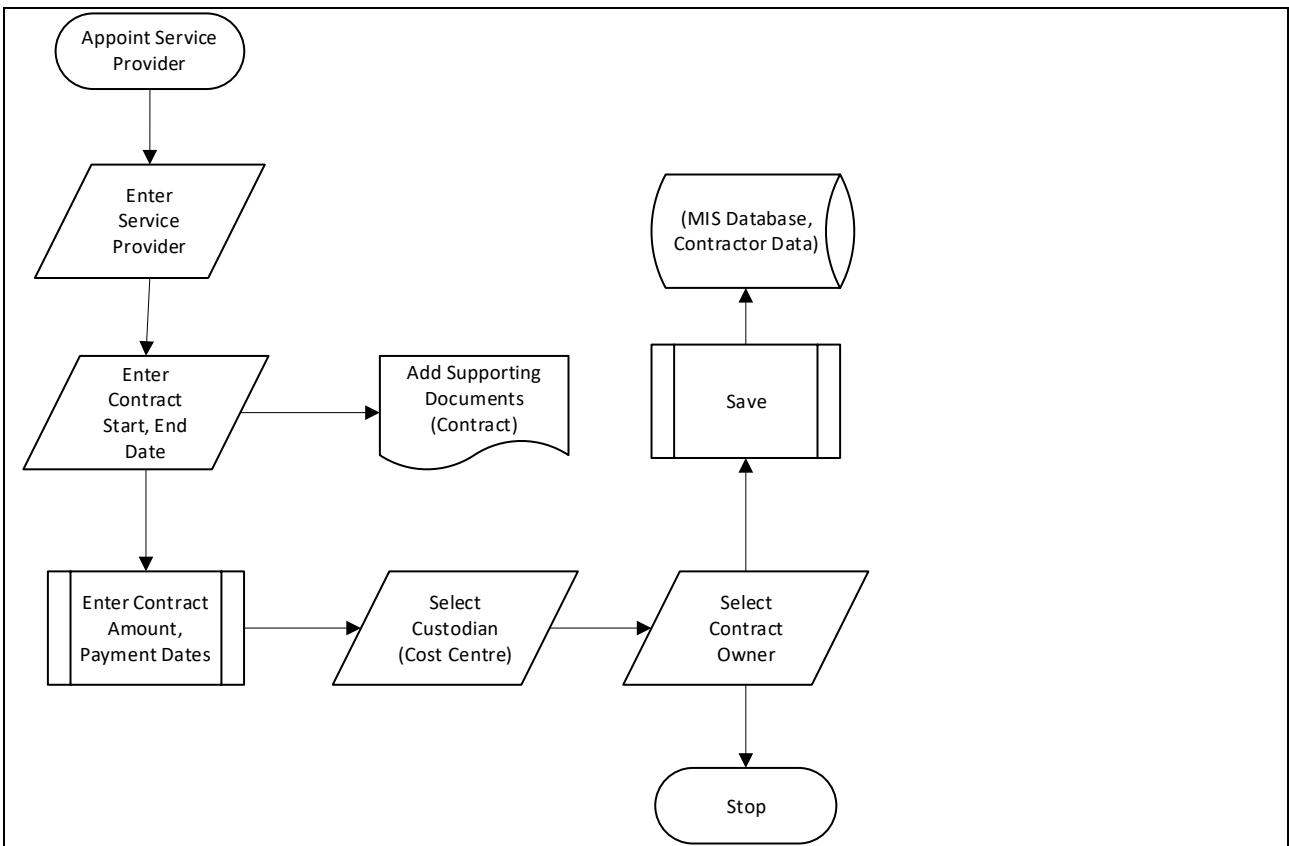 Appoint Service
Provider
Enter
Service
Provider
(MIS Database,
Contractor Data)
Enter
Contract
Start, End
Date
Add Supporting
Documents
(Contract)
Save
Enter Contract
Amount,
Payment Dates
Select
Custodian
(Cost Centre)
Select
Contract
Owner
Stop